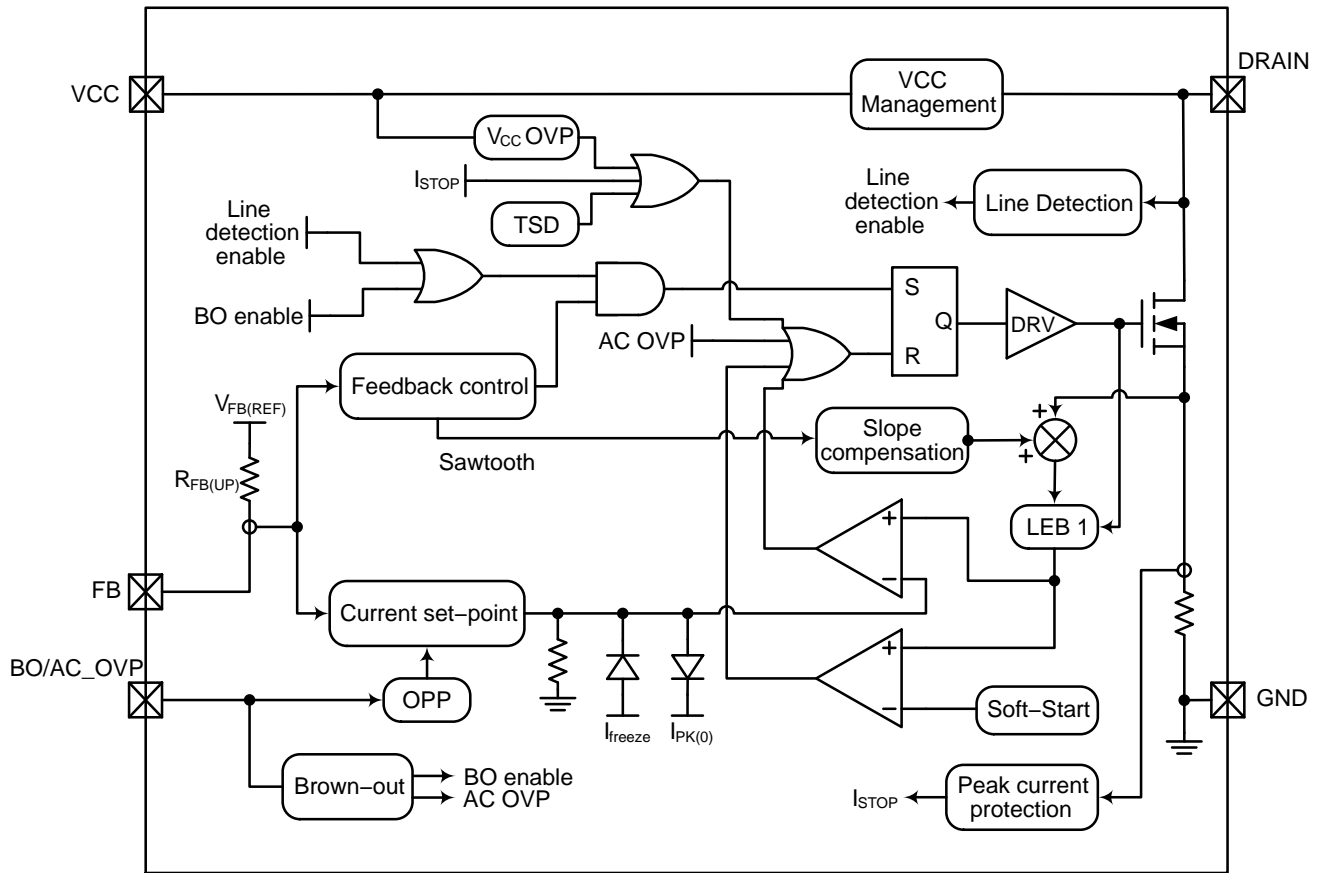 DRAIN
VCC
VCC
Management
VCC OVP
ISTOP
TSD
Line
detection
enable
Line Detection
Line
detection
enable
BO enable
S
Q
R
DRV
AC OVP
Feedback control
VFB(REF)
RFB(UP)
Sawtooth
Slope
compensation
+
+
LEB 1
+
−
FB
Current set−point
BO/AC_OVP
OPP
Ifreeze
IPK(0)
+
−
Soft−Start
GND
Brown−out
BO enable
AC OVP
ISTOP
Peak current
protection